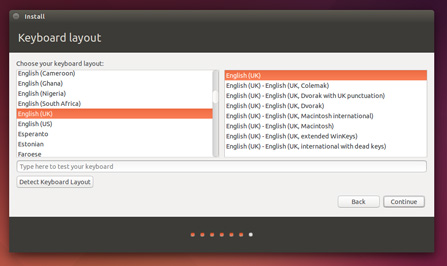 Install
Keyboard layout
Choose your keyboard layout:
English (Cameroon)
English (Ghana)
English (Nigeria)
English (South Africa)
English (UK)
English (US)
Esperanto
Estonian
Faroese
English (UK)
English (UK) - English (UK, Colemak)
English (UK) - English (UK, Dvorak with UK punctuation)
English (UK) - English (UK, Dvorak)
English (UK) - English (UK, Macintosh international)
English (UK) - English (UK, Macintosh)
English (UK) - English (UK, extended WinKeys)
English (UK) - English (UK, international with dead keys)
Type here to test your keyboard
Detect Keyboard Layout
Back
Continue